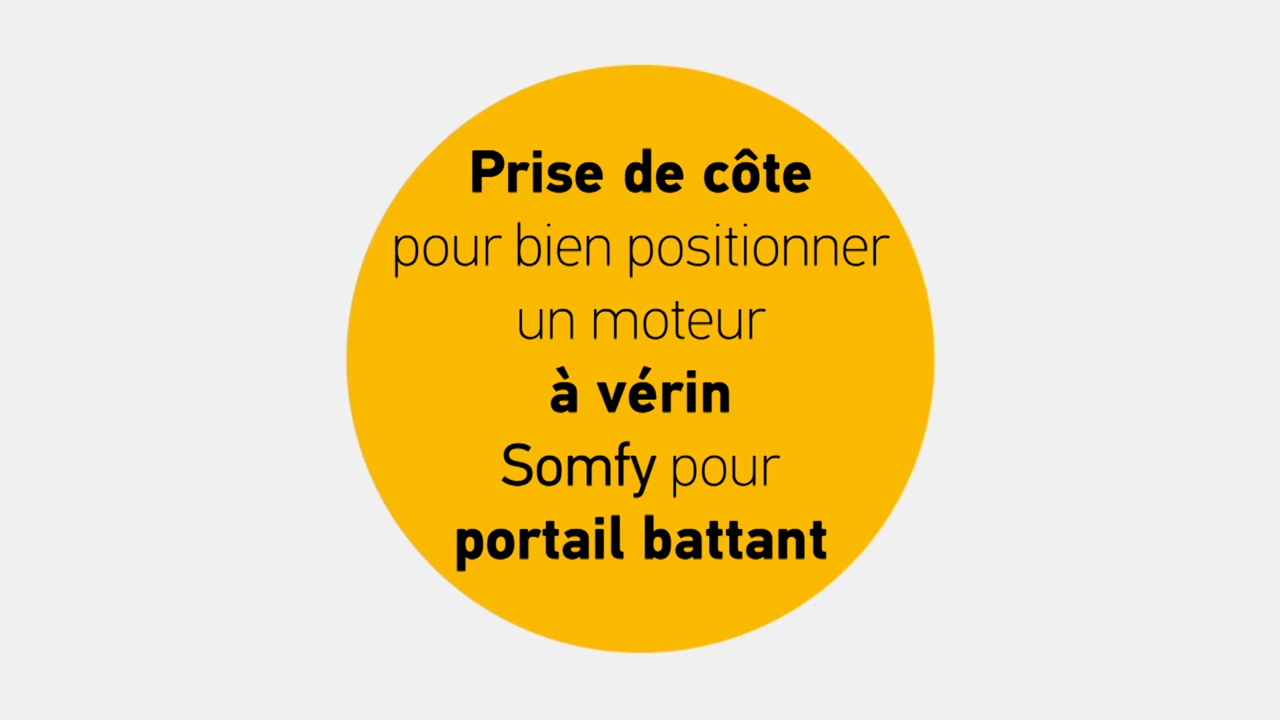 Prise de côte
pour bien positionner
un moteur
à vérin
Somfy pour
portail battant